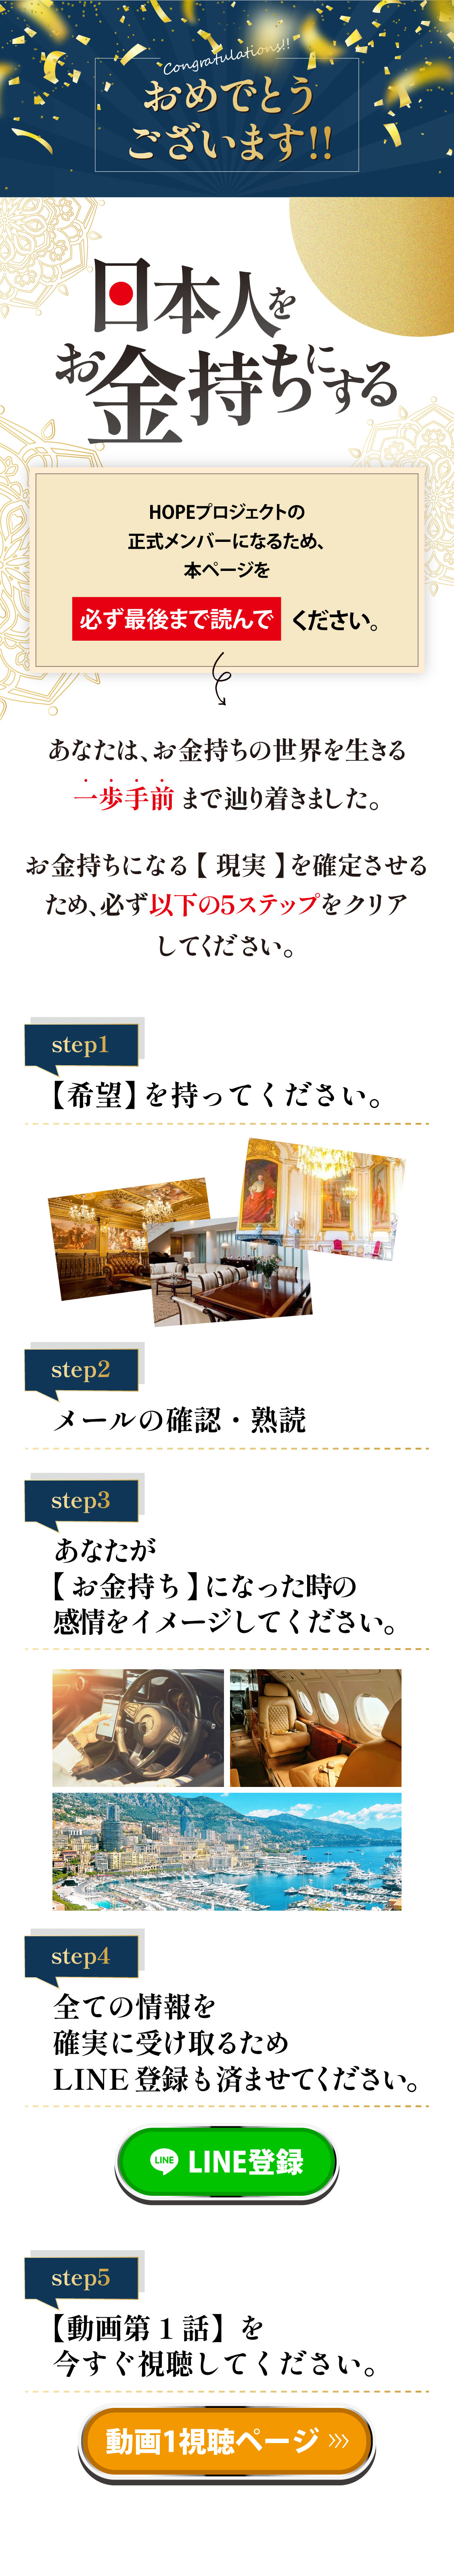 Congratulations!!
おめでとう
ございます!!
日本人を
お金持ちにする
HOPEプロジェクトの
正式メンバーになるため、
本ページを
必ず最後まで読んで ください。
あなたは、お金持ちの世界を生きる
一歩手前 まで辿り着きました。
お金持ちになる【 現実 】を確定させる
ため、必ず以下の5ステップをクリア
してください。
step1
【希望】を持ってください。
step2
メールの確認・熟読
step3
あなたが
【 お金持ち 】になった時の
感情をイメージしてください。
step4
全ての情報を
確実に受け取るため
LINE 登録も済ませてください。
LINE LINE登録
step5
【動画第 1 話】を
今すぐ視聴してください。
動画1視聴ページ >>>